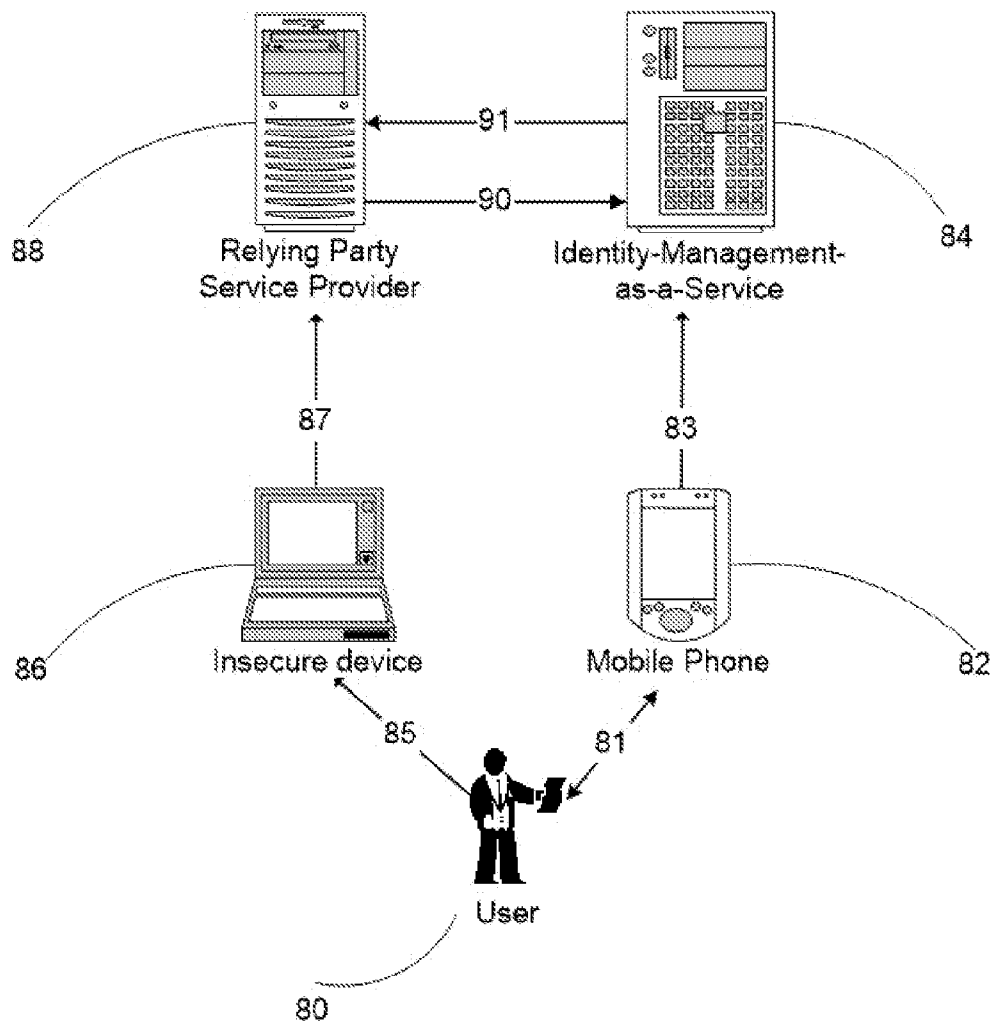 91
90
88
Relying Party
Service Provider
Identity-Management-
as-a-Service
84
87
83
86
Insecure device
Mobile Phone
82
85
81
User
80